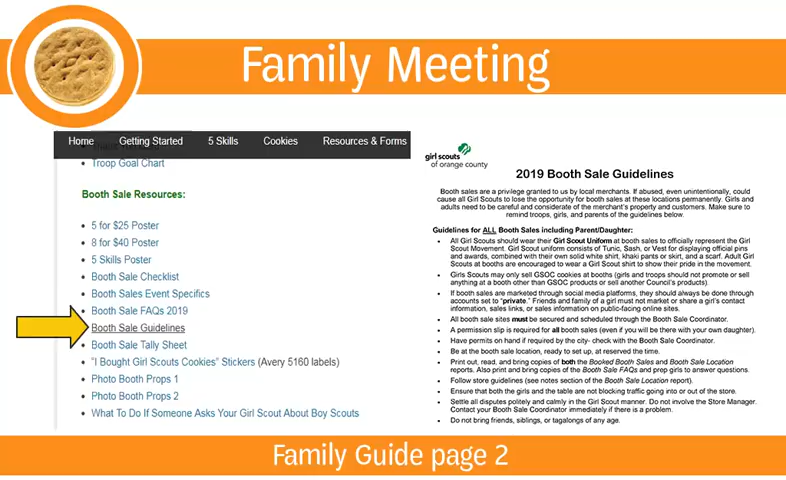 Family Meeting
Home Getting Started 5 Skills Cookies Resources & Forms
Troop Goal Chart
Booth Sale Resources:
5 for $25 Poster
8 for $40 Poster
5 Skills Poster
Booth Sale Checklist
Booth Sales Event Specifics
Booth Sale FAQs 2019
Booth Sale Guidelines
Booth Sale Tally Sheet
"I Bought Girl Scouts Cookies" Stickers (Avery 5160 labels)
Photo Booth Props 1
Photo Booth Props 2
What To Do If Someone Asks Your Girl Scout About Boy Scouts
girl scouts
of orange county
2019 Booth Sale Guidelines
Booth sales are a privilege granted to us by local merchants. If abused, even unintentionally, could
cause all Girl Scouts to lose the opportunity for booth sales at these locations permanently. Girls and
adults need to be careful and considerate of the merchant's property and customers. Make sure to
remind troops, girls, and parents of the guidelines below.
Guidelines for ALL Booth Sales including Parent/Daughter:
All Girl Scouts should wear their Girl Scout Uniform at booth sales to officially represent the Girl
Scout Movement. Girl Scout uniform consists of Tunic, Sash, or Vest for displaying official pins
and awards, combined with their own solid white shirt, khaki pants or skirt, and a scarf. Adult Girl
Scouts at booths are encouraged to wear a Girl Scout shirt to show their pride in the movement.
Girls Scouts may only sell GSOC cookies at booths (girls and troops should not promote or sell
anything at a booth other than GSOC products or sell another Council's products).
If booth sales are marketed through social media platforms, they should always be done through
accounts set to "private." Friends and family of a girl must not market or share a girl's contact
information, sales links, or sales information on public-facing online sites.
All booth sale sites must be secured and scheduled through the Booth Sale Coordinator.
A permission slip is required for all booth sales (even if you will be there with your own daughter).
Have permits on hand if required by the city- check with the Booth Sale Coordinator.
Be at the booth sale location, ready to set up, at reserved the time.
Print out, read, and bring copies of both the Booked Booth Sales and Booth Sale Location
reports. Also print and bring copies of the Booth Sale FAQs and prep girls to answer questions.
Follow store guidelines (see notes section of the Booth Sale Location report).
Ensure that both the girls and the table are not blocking traffic going into or out of the store.
Settle all disputes politely and calmly in the Girl Scout manner. Do not involve the Store Manager.
Contact your Booth Sale Coordinator immediately if there is a problem.
Do not bring friends, siblings, or tagalongs of any age.
Family Guide page 2